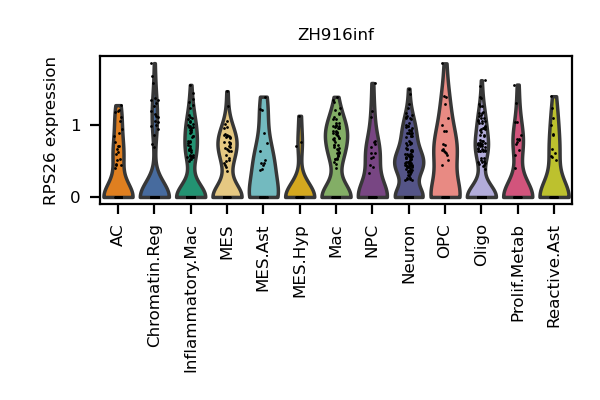 ZH916inf
RPS26 expression
1
0
AC
Chromatin.Reg
Inflammatory.Mac
MES
MES.Ast
MES.Hyp
Mac
NPC
Neuron
OPC
Oligo
Prolif.Metab
Reactive.Ast